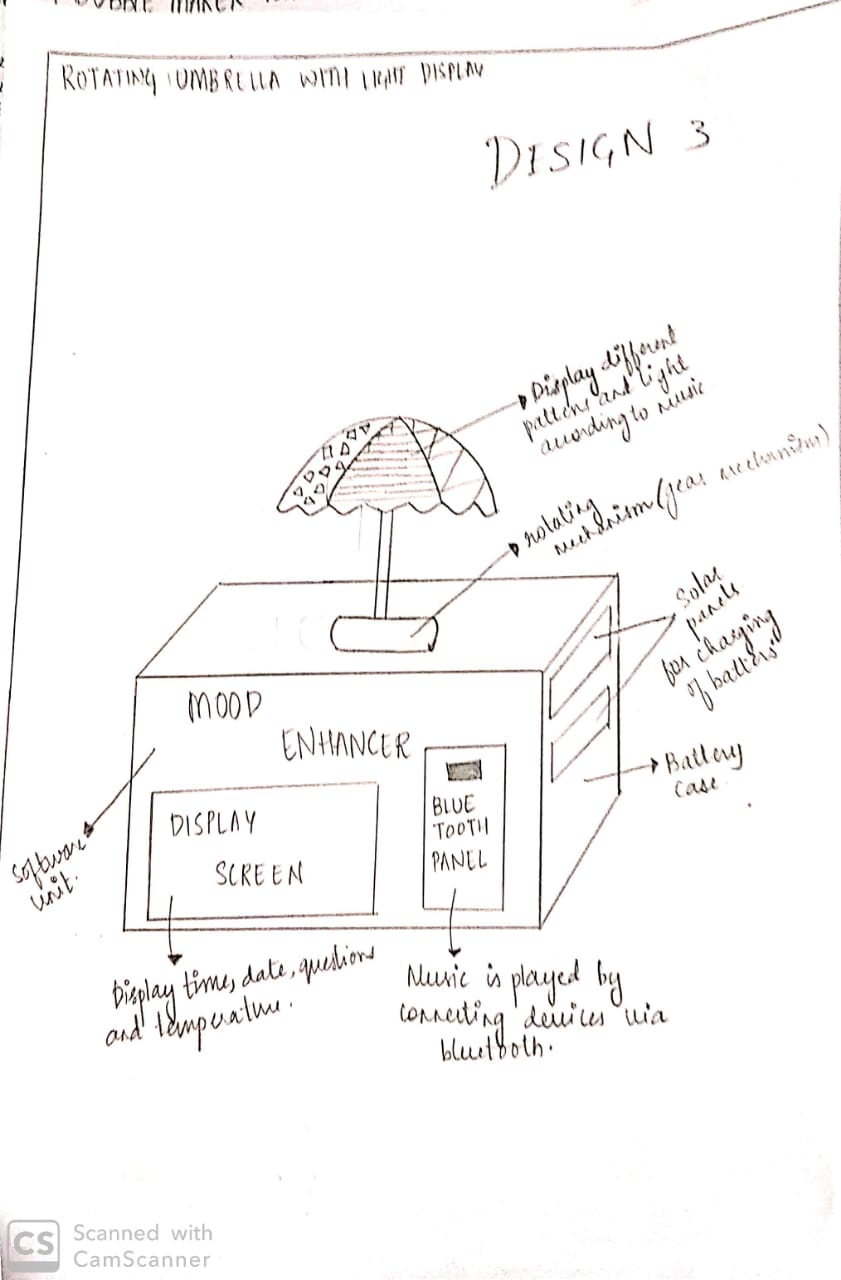 BUBBLE MAKER
ROTATING UMBRELLA WITH LIGHT DISPLAY
DESIGN 3
Display different
pattens and light
according to Music
rotating
mechanism (gear mechanism)
Solar
panels
for charging
of batteries
MOOD
ENHANCER
Battery
case
DISPLAY
SCREEN
BLUE
TOOTH
PANEL
Software
unit.
Display time, date, questions
and temperature.
Music is played by
connecting devices via
bluetooth.
CS
Scanned with
CamScanner